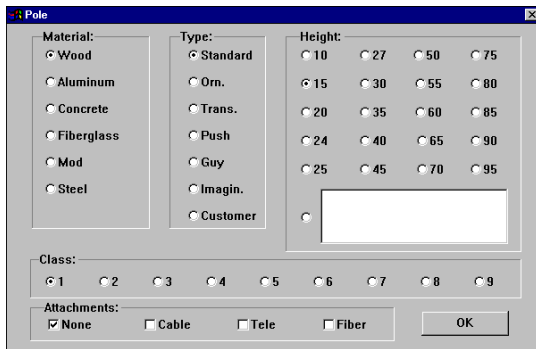 Pole
Material: Type: Height:
Wood Standard 10 27 50 75
Aluminum Orn. 15 30 55 80
Concrete Trans. 20 35 60 85
Fiberglass Push 24 40 65 90
Mod Guy 25 45 70 95
Steel Imagin.
Customer
Class:
1 2 3 4 5 6 7 8 9
Attachments:
None Cable Tele Fiber OK